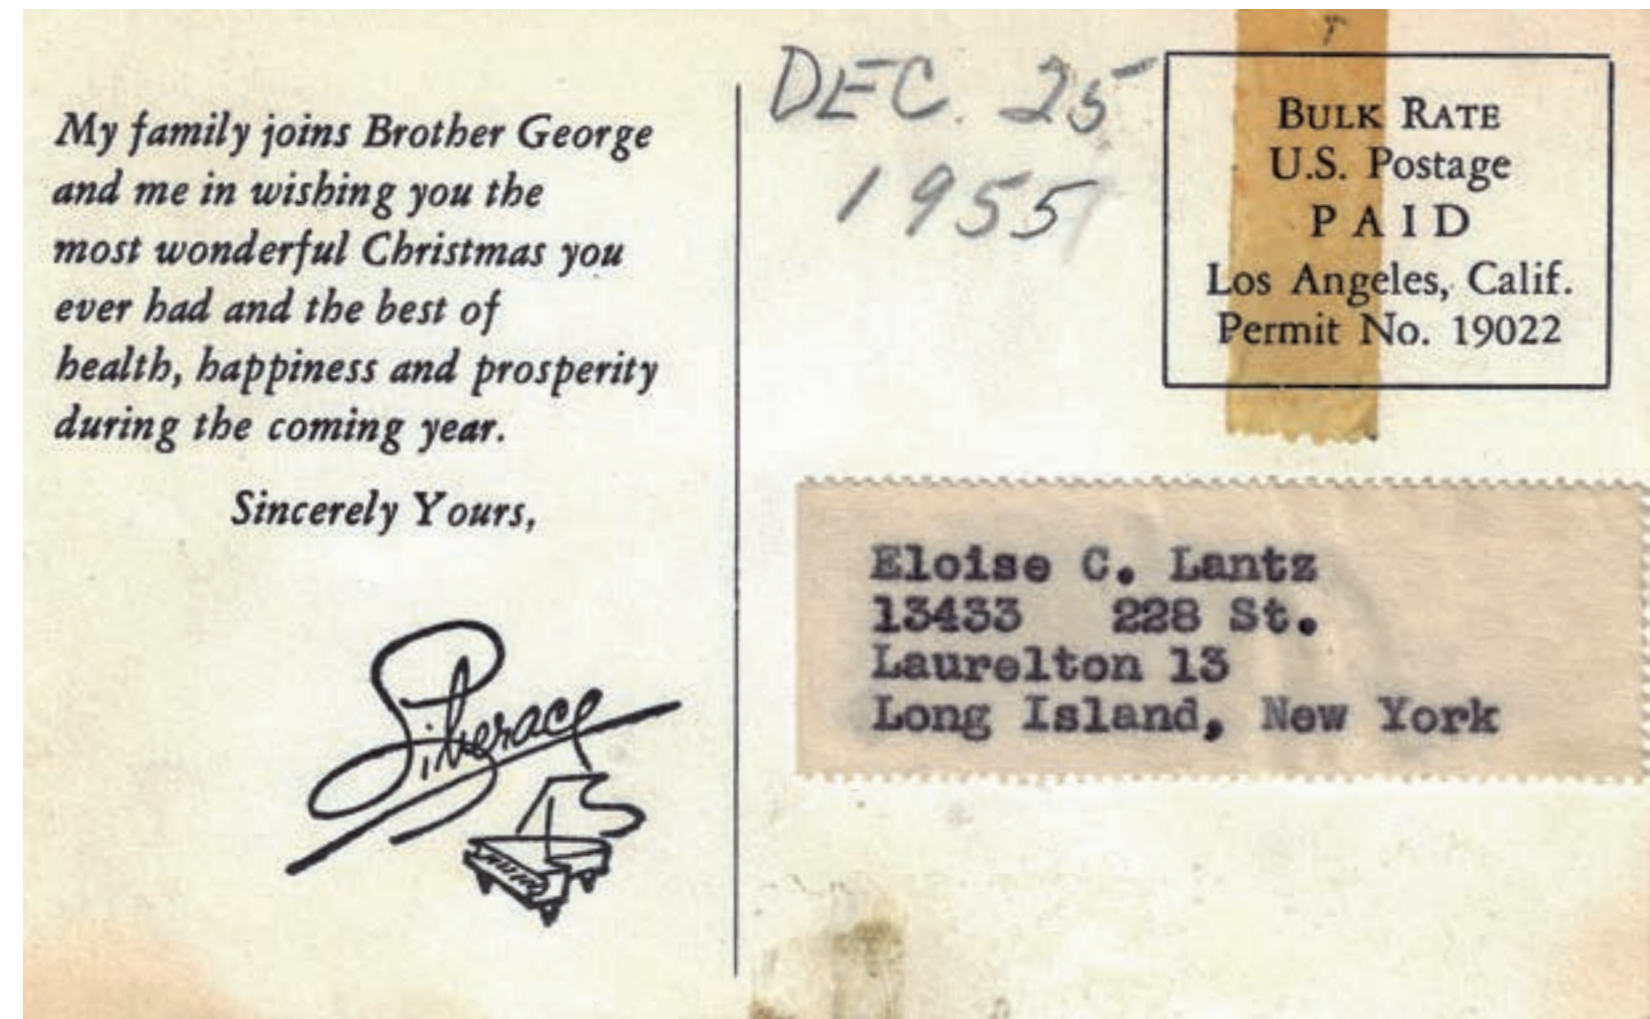 My family joins Brother George
and me in wishing you the
most wonderful Christmas you
ever had and the best of
health, happiness and prosperity
during the coming year.
Sincerely Yours,
Liberace
DEC. 25
1955
BULK RATE
U.S. Postage
PAID
Los Angeles, Calif.
Permit No. 19022
Eloise C. Lantz
13433 228 St.
Laurelton 13
Long Island, New York